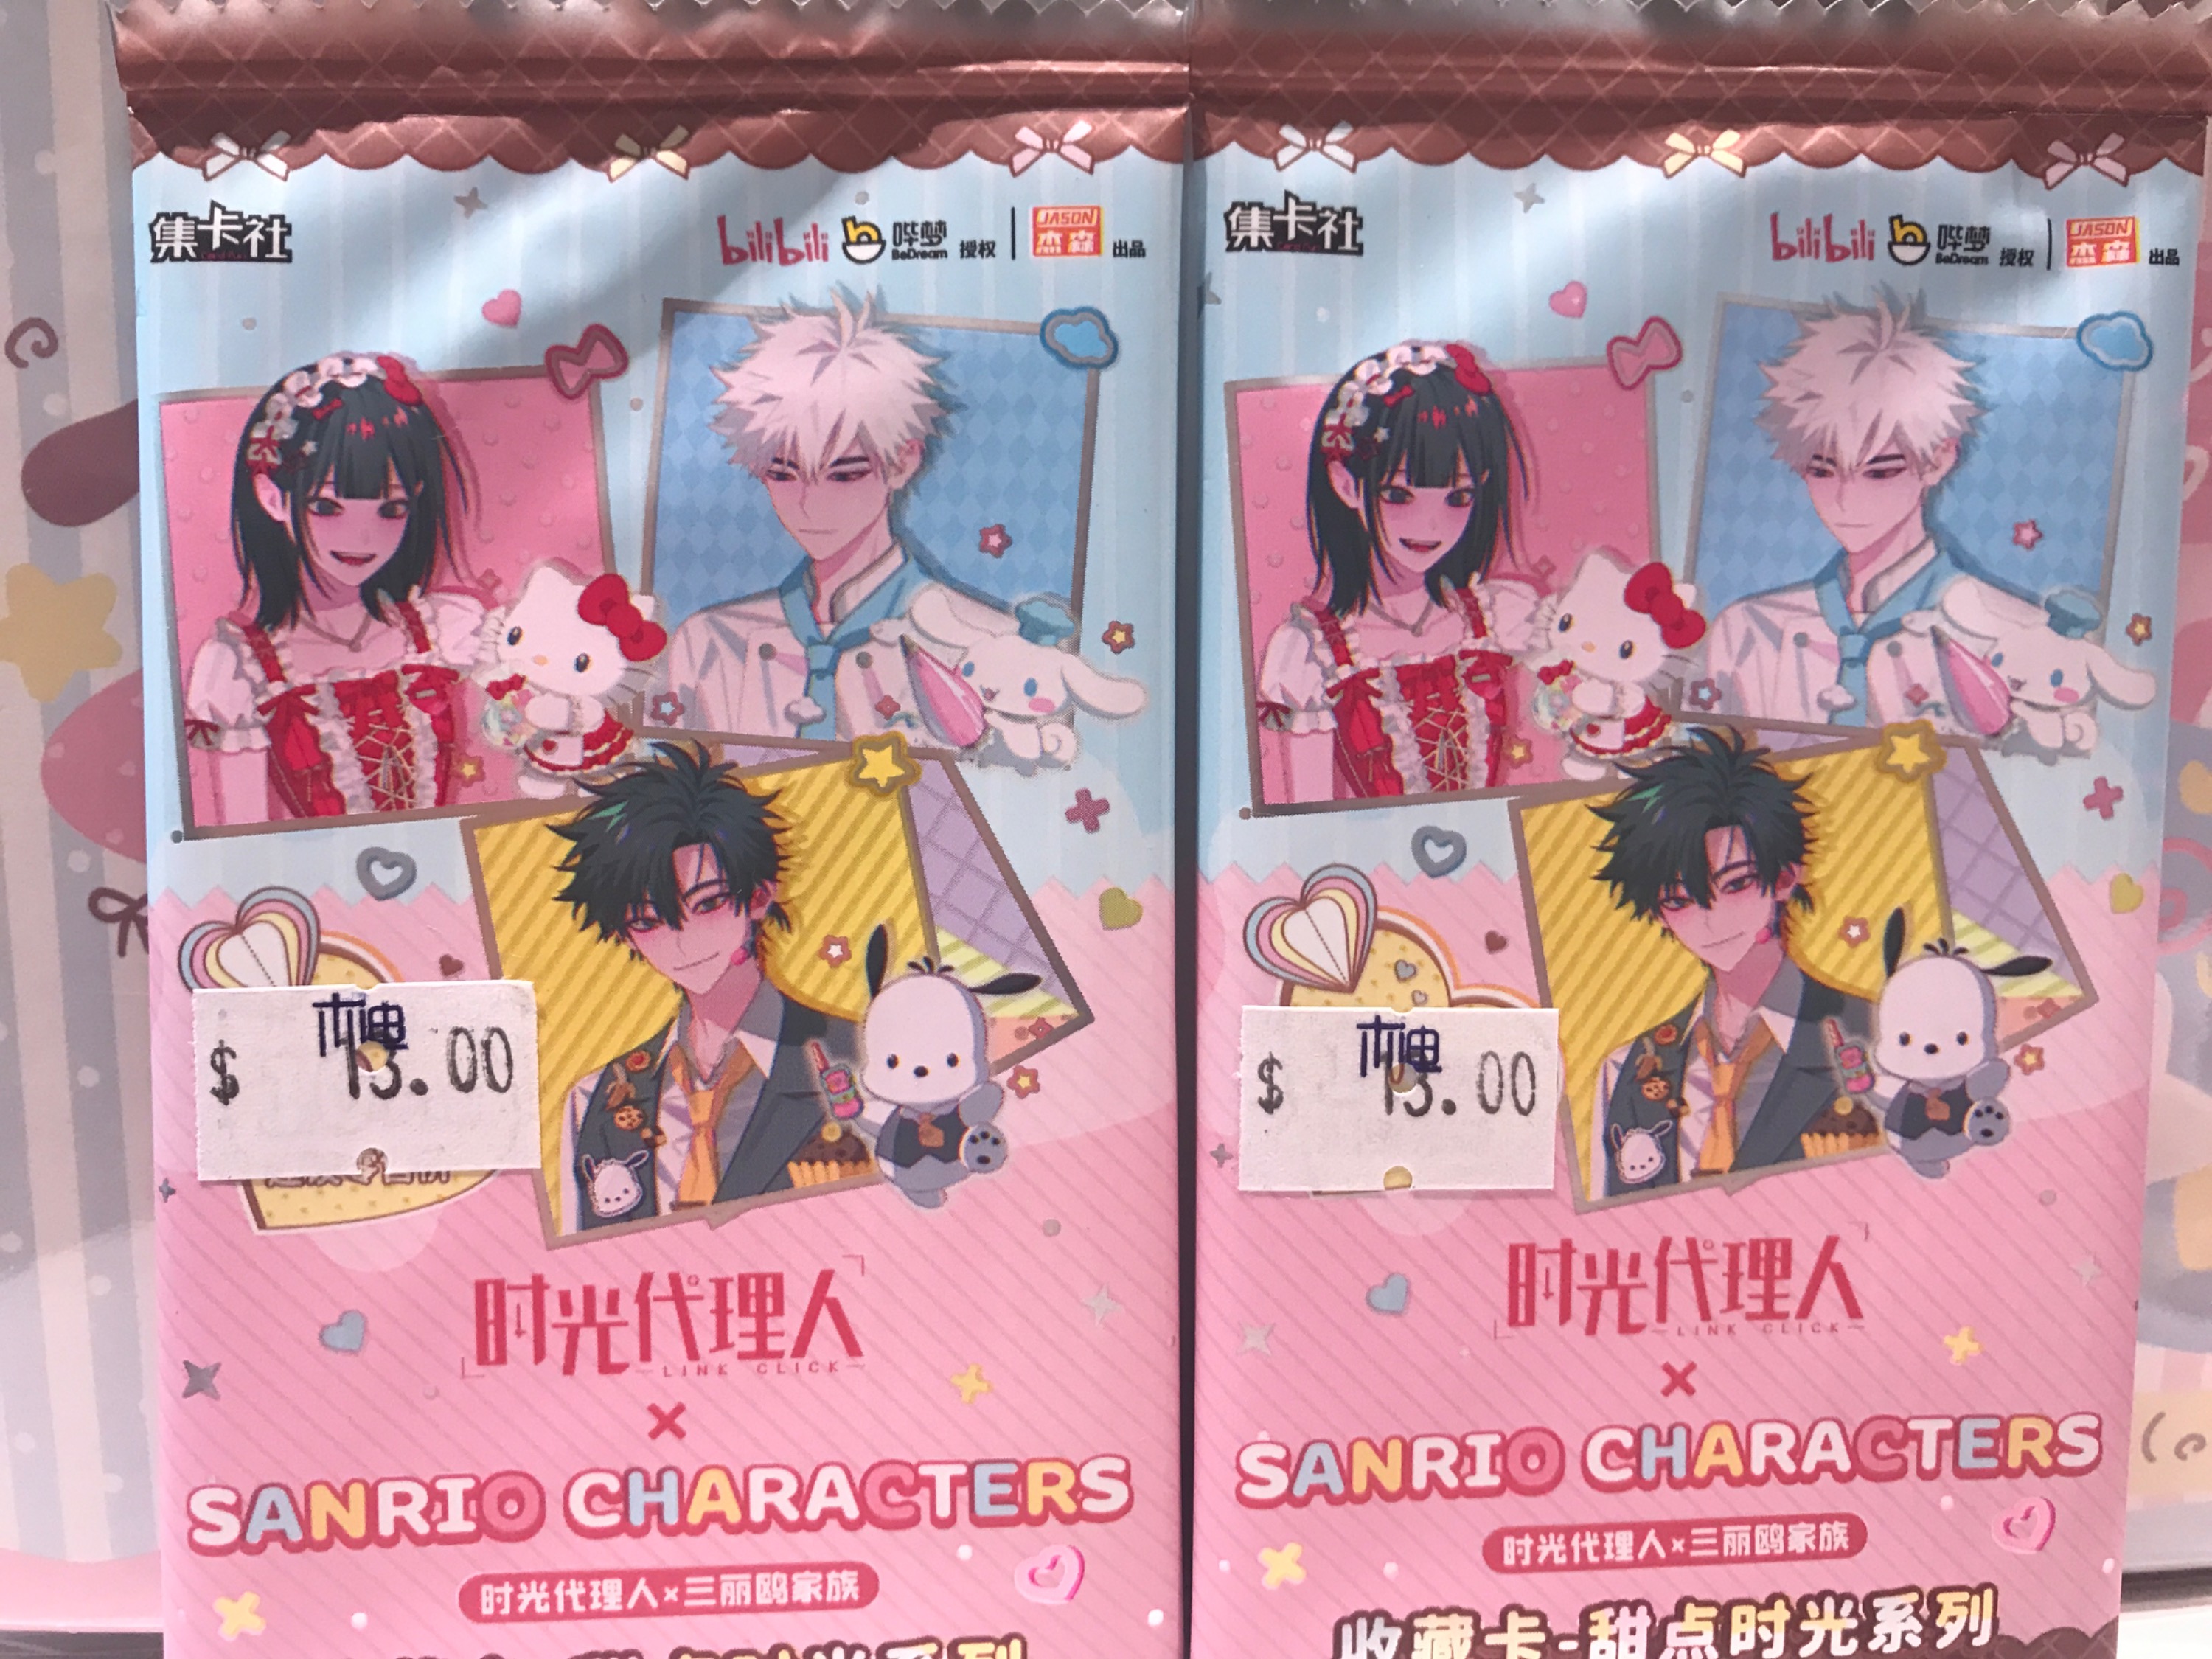 集卡社
bilibili 哔梦 BeDream 授权 | JASON 杰森 出品
$ 13.00
时光代理人
LINK CLICK
×
SANRIO CHARACTERS
时光代理人×三丽鸥家族
集卡社
bilibili 哔梦 BeDream 授权 | JASON 杰森 出品
$ 13.00
时光代理人
LINK CLICK
×
SANRIO CHARACTERS
时光代理人×三丽鸥家族
收藏卡-甜点时光系列